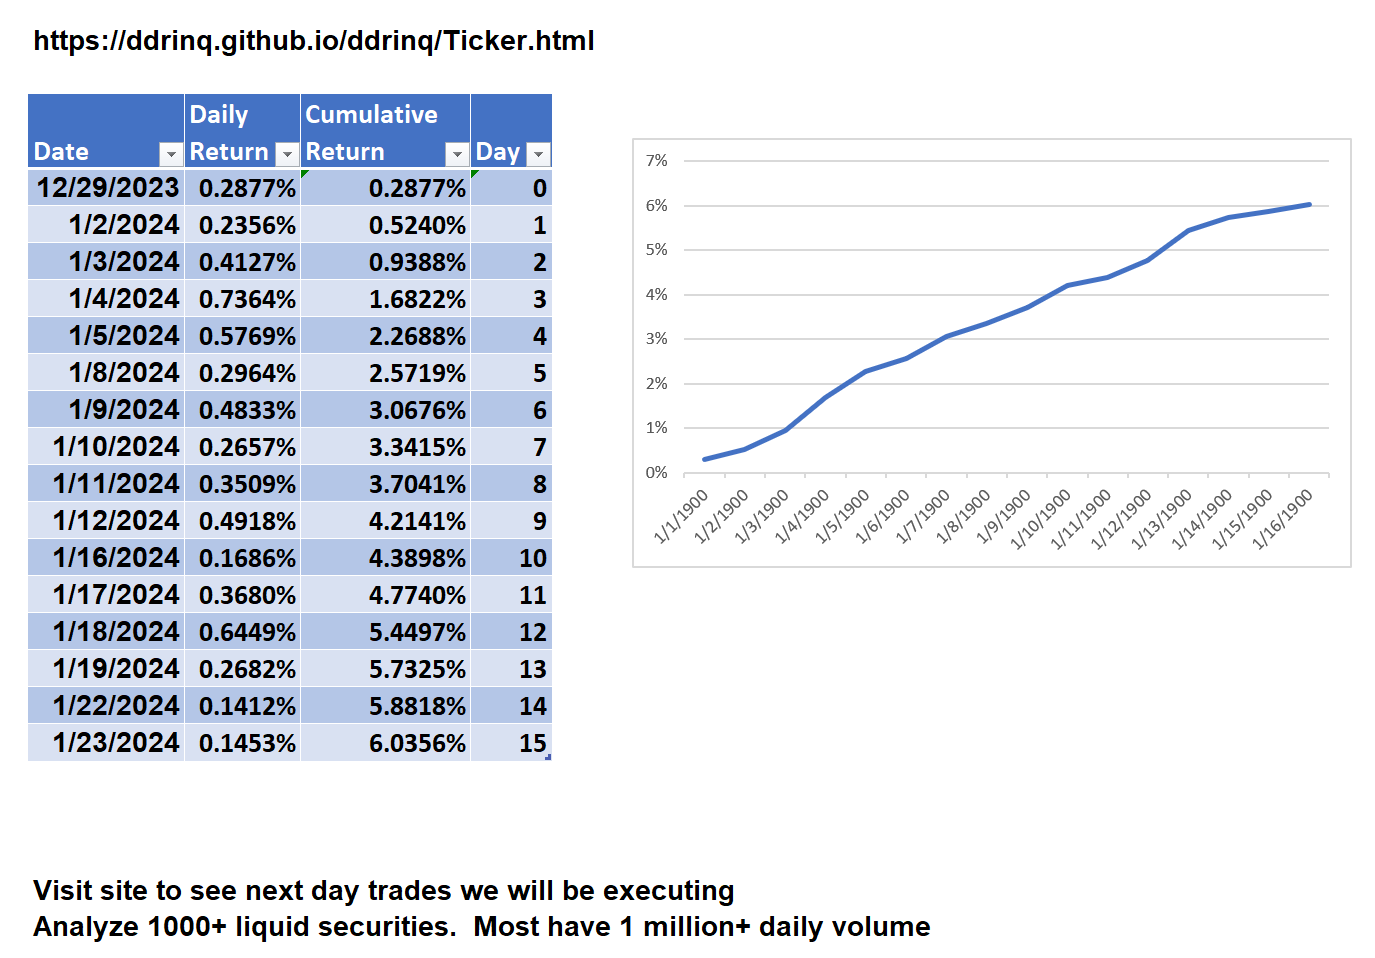 https://ddrinq.github.io/ddrinq/Ticker.html
Date Daily Return Cumulative Return Day
12/29/2023 0.2877% 0.2877% 0
1/2/2024 0.2356% 0.5240% 1
1/3/2024 0.4127% 0.9388% 2
1/4/2024 0.7364% 1.6822% 3
1/5/2024 0.5769% 2.2688% 4
1/8/2024 0.2964% 2.5719% 5
1/9/2024 0.4833% 3.0676% 6
1/10/2024 0.2657% 3.3415% 7
1/11/2024 0.3509% 3.7041% 8
1/12/2024 0.4918% 4.2141% 9
1/16/2024 0.1686% 4.3898% 10
1/17/2024 0.3680% 4.7740% 11
1/18/2024 0.6449% 5.4497% 12
1/19/2024 0.2682% 5.7325% 13
1/22/2024 0.1412% 5.8818% 14
1/23/2024 0.1453% 6.0356% 15
7%
6%
5%
4%
3%
2%
1%
0%
1/1/1900 1/2/1900 1/3/1900 1/4/1900 1/5/1900 1/6/1900 1/7/1900 1/8/1900 1/9/1900 1/10/1900 1/11/1900 1/12/1900 1/13/1900 1/14/1900 1/15/1900 1/16/1900
Visit site to see next day trades we will be executing
Analyze 1000+ liquid securities.  Most have 1 million+ daily volume